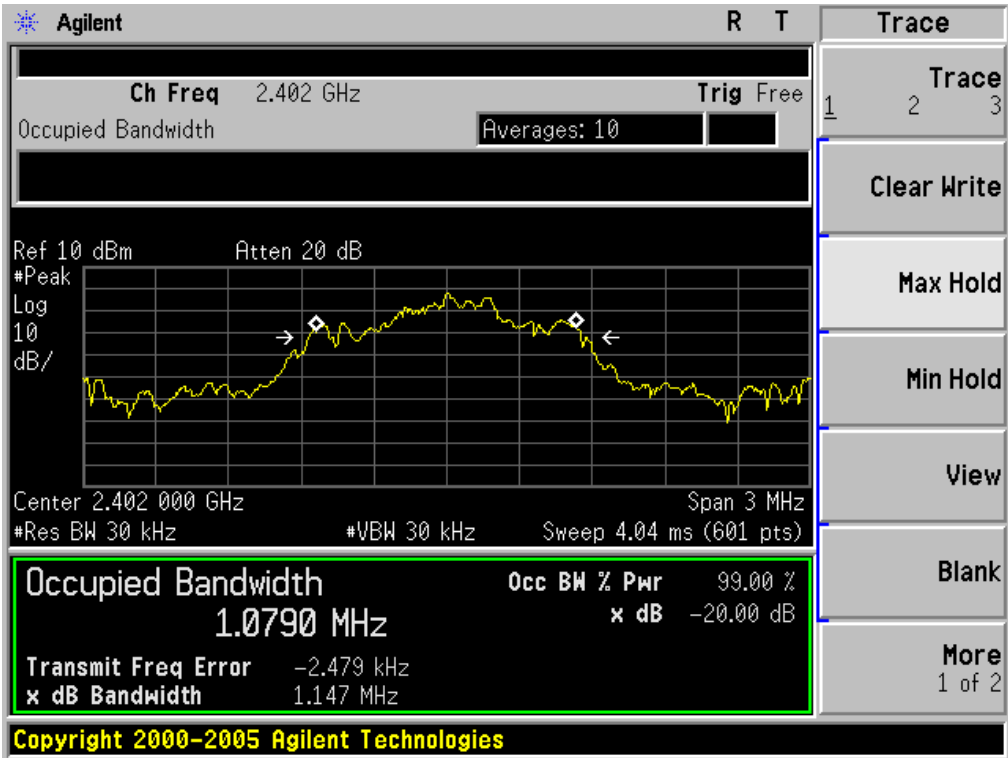 Agilent R T
Ch Freq 2.402 GHz Trig Free
Occupied Bandwidth Averages: 10
Ref 10 dBm Atten 20 dB
#Peak
Log
10
dB/
Center 2.402 000 GHz Span 3 MHz
#Res BW 30 kHz #VBW 30 kHz Sweep 4.04 ms (601 pts)
Occupied Bandwidth Occ BW % Pwr 99.00 %
1.0790 MHz x dB -20.00 dB
Transmit Freq Error -2.479 kHz
x dB Bandwidth 1.147 MHz
Copyright 2000-2005 Agilent Technologies
Trace
Trace
1 2 3
Clear Write
Max Hold
Min Hold
View
Blank
More
1 of 2